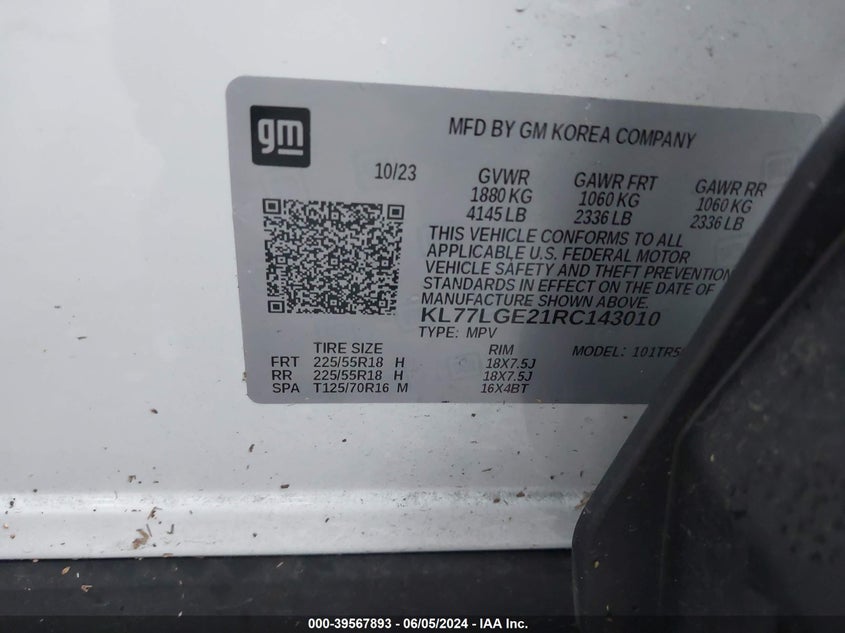 gm
MFD BY GM KOREA COMPANY
10/23
GVWR GAWR FRT GAWR RR
1880 KG 1060 KG 1060 KG
4145 LB 2336 LB 2336 LB
THIS VEHICLE CONFORMS TO ALL
APPLICABLE U.S. FEDERAL MOTOR
VEHICLE SAFETY AND THEFT PREVENTION
STANDARDS IN EFFECT ON THE DATE OF
MANUFACTURE SHOWN ABOVE.
KL77LGE21RC143010
TYPE: MPV MODEL: 101TR5
TIRE SIZE RIM
FRT 225/55R18 H 18X7.5J
RR 225/55R18 H 18X7.5J
SPA T125/70R16 M 16X4BT
000-39567893 - 06/05/2024 - IAA Inc.